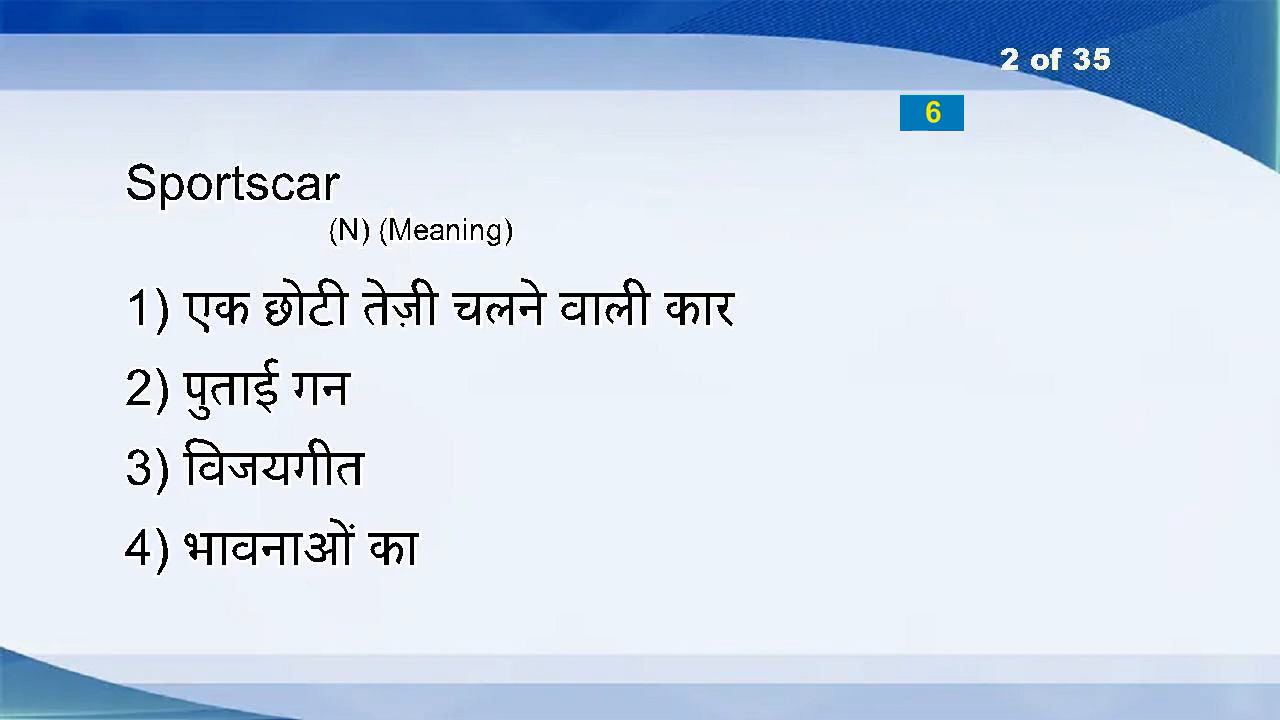 2 of 35
6
Sportscar
(N) (Meaning)
1) एक छोटी तेज़ी चलने वाली कार
2) पुताई गन
3) विजयगीत
4) भावनाओं का